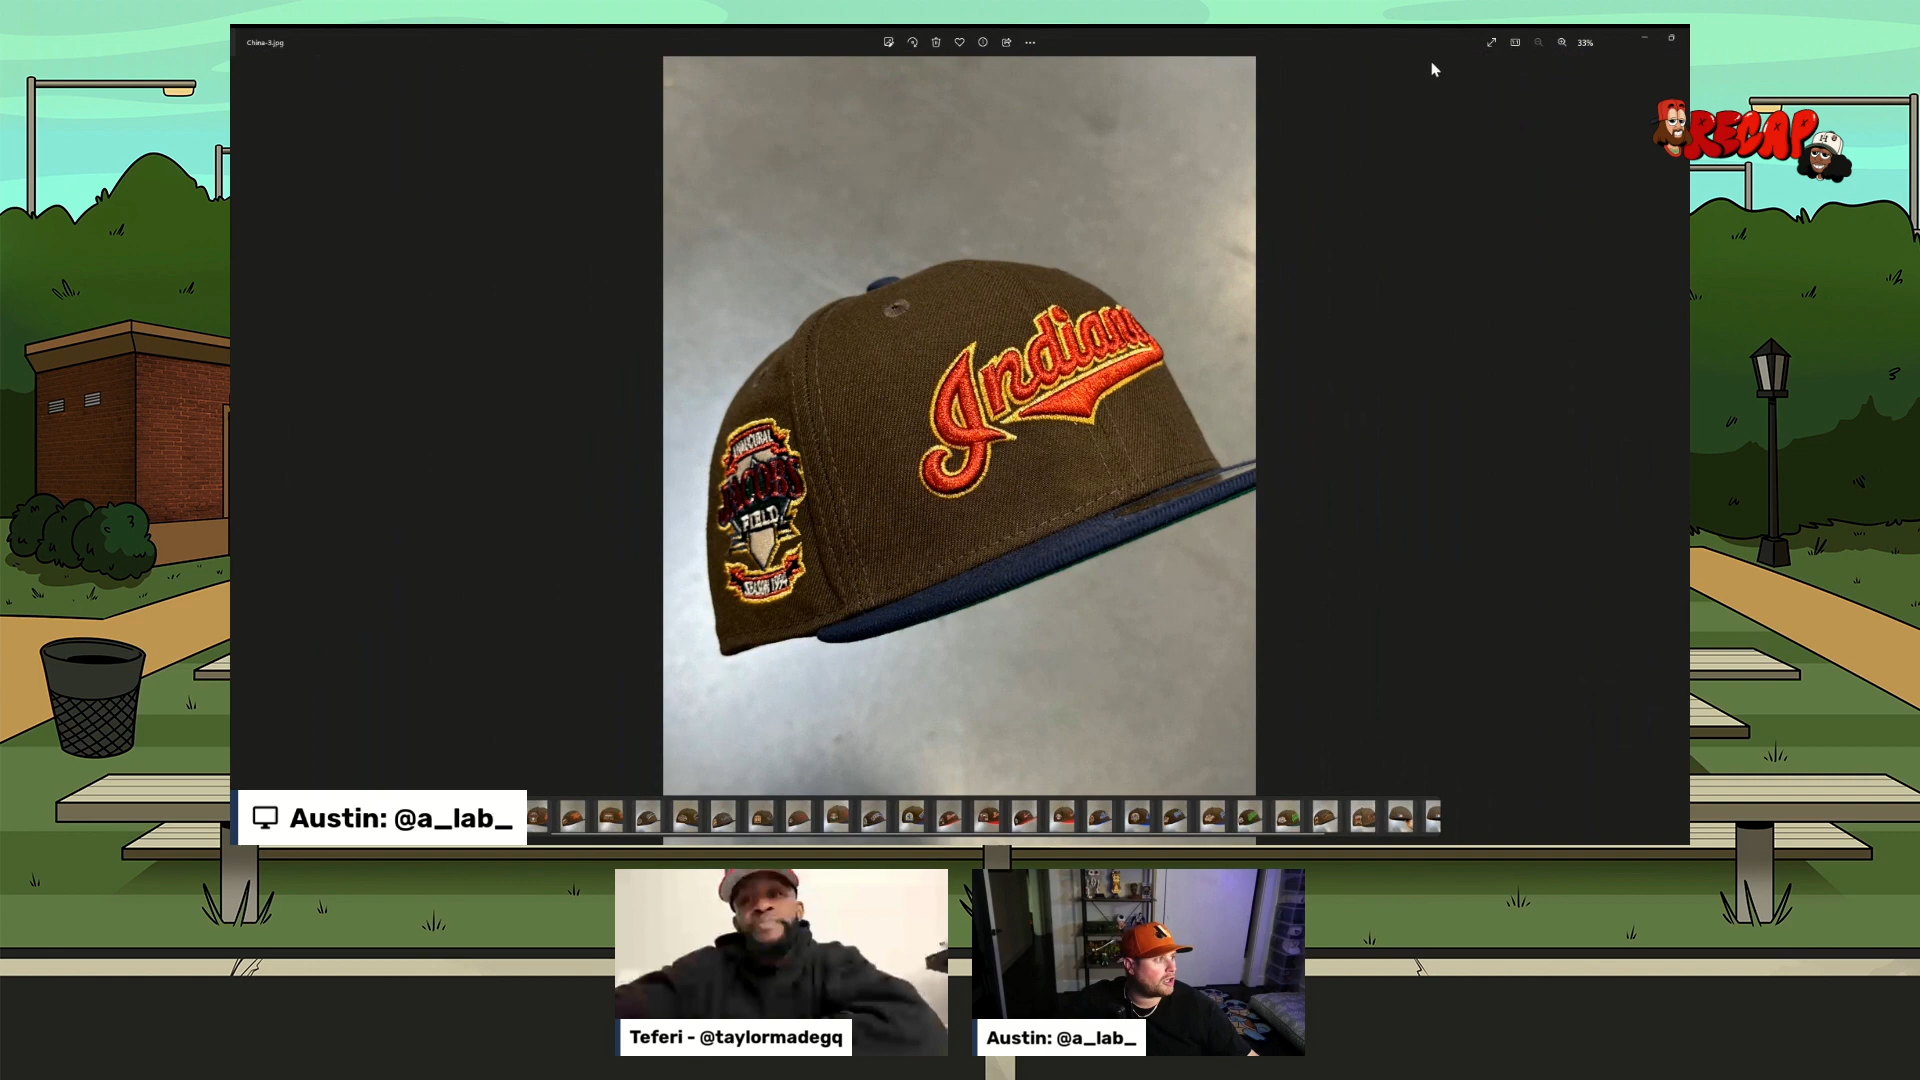 China-3.jpg
33%
RECAP
Indians
INAUGURAL
JACOBS
FIELD
SEASON 1994
Austin: @a_lab_
Teferi - @taylormadegq
Austin: @a_lab_